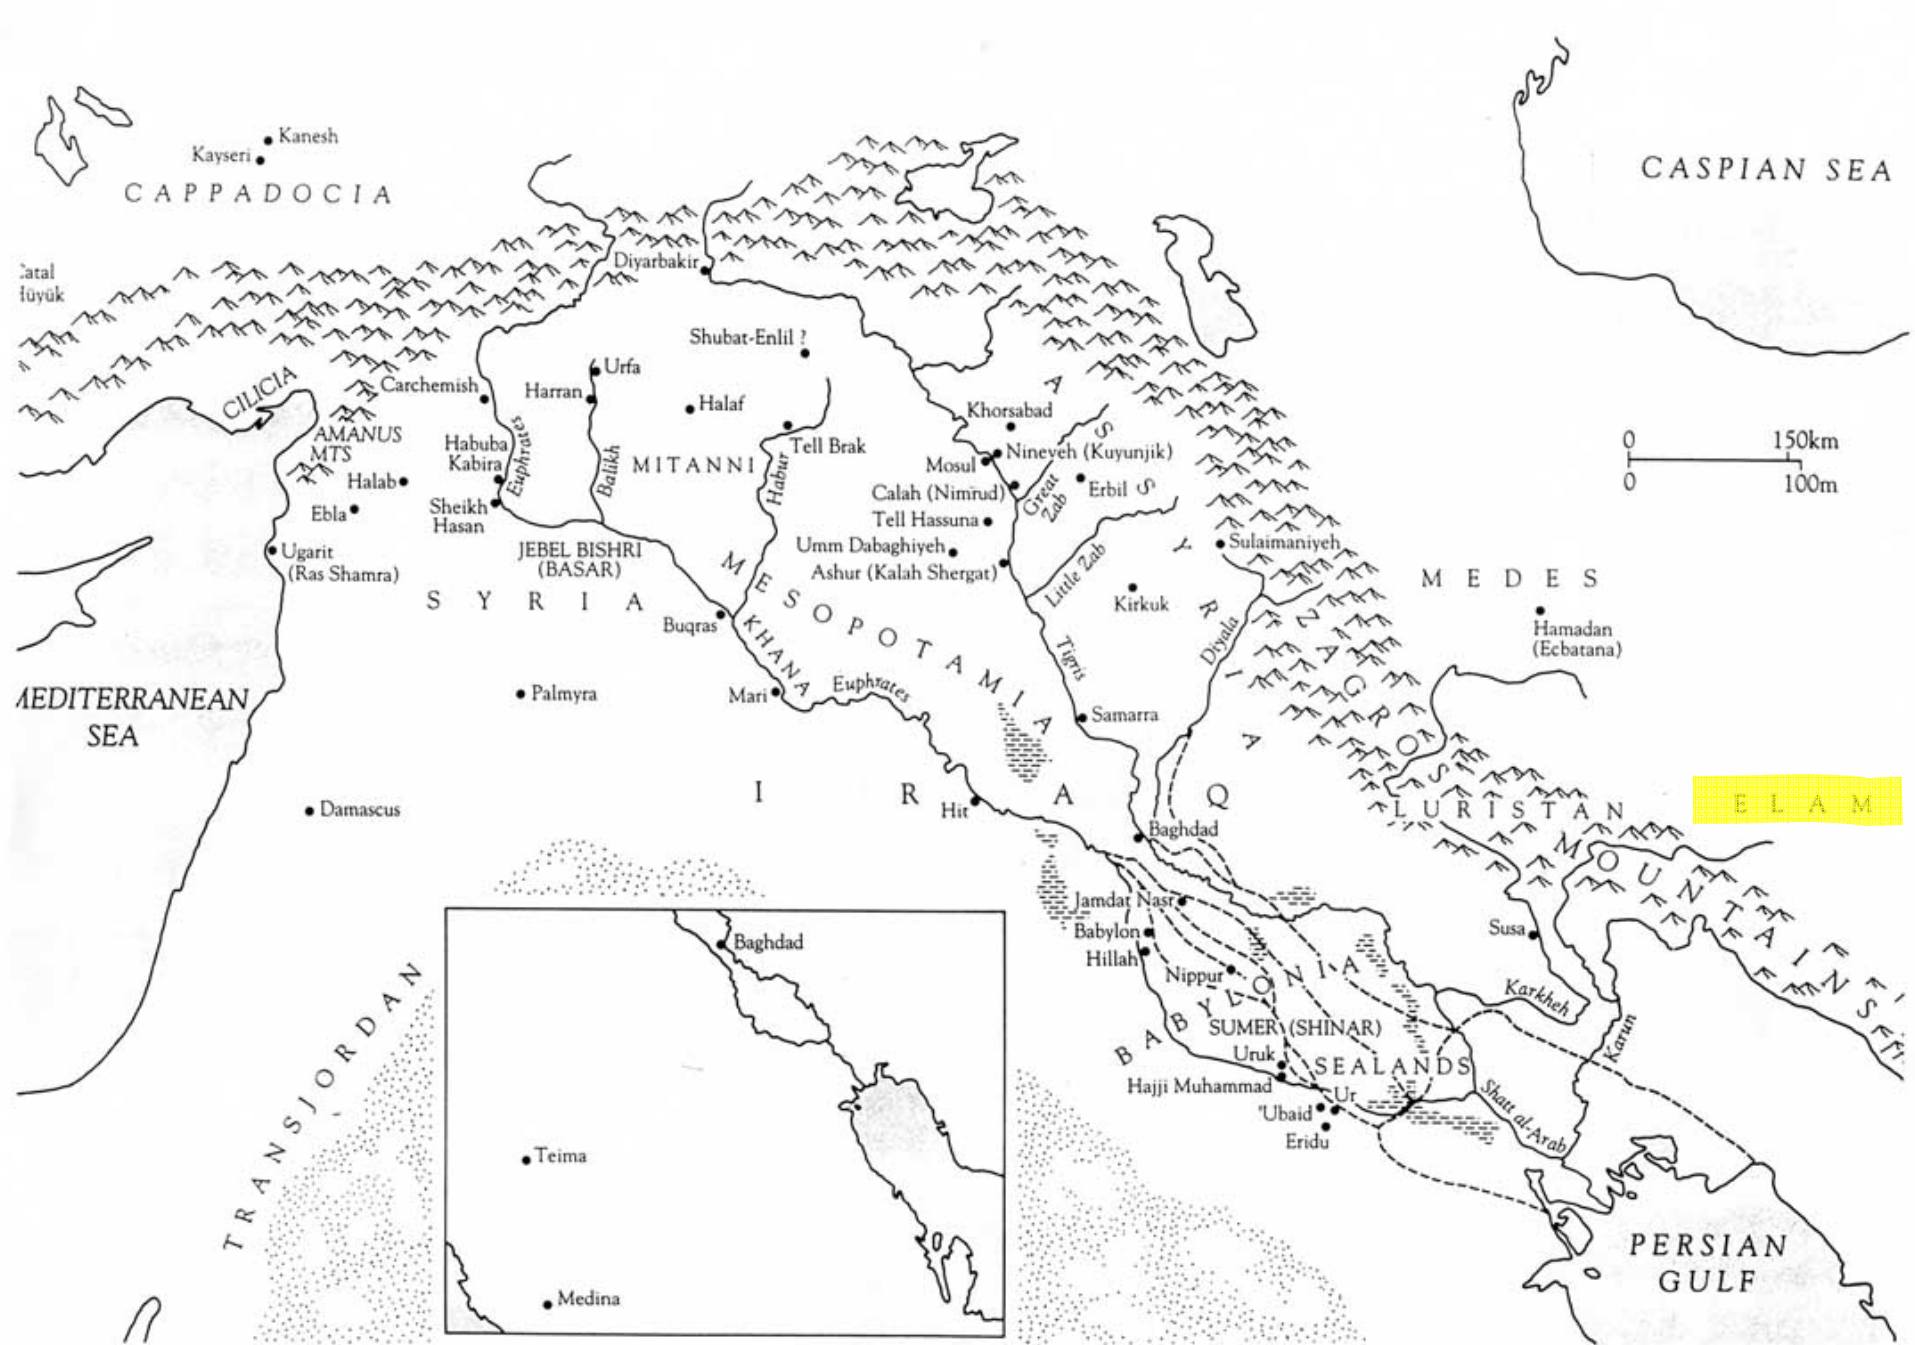 Kanesh
Kayseri
CAPPADOCIA
CASPIAN SEA
Diyarbakir
atal
üyük
Shubat-Enlil ?
Urfa
CILICIA
Carchemish
Harran
Halaf
Khorsabad
AMANUS
MTS
Habuba
Kabira
Euphrates
Balikh
MITANNI
Habur
Tell Brak
Nineveh (Kuyunjik)
Mosul
0 150km
0 100m
Halab
Calah (Nimrud)
Great
Zab
Erbil
Ebla
Sheikh
Hasan
Tell Hassuna
Ugarit
(Ras Shamra)
JEBEL BISHRI
(BASAR)
Umm Dabaghiyeh
Ashur (Kalah Shergat)
Little Zab
Sulaimaniyeh
MEDES
SYRIA
MESOPOTAMIA
ASSYRIA
Kirkuk
Hamadan
(Ecbatana)
Buqras
KHANA
Tigris
Diyala
ZAGROS
MEDITERRANEAN
SEA
Palmyra
Mari
Euphrates
Samarra
IRAQ
Hit
Damascus
Baghdad
LURISTAN
ELAM
MOUNTAINS
Jamdat Nasr
Babylon
Hillah
Nippur
Susa
BABYLONIA
Karkheh
Karun
SUMER (SHINAR)
Uruk
SEALANDS
Hajji Muhammad
Ur
'Ubaid
Eridu
Shatt al-Arab
TRANSJORDAN
Baghdad
Teima
Medina
PERSIAN
GULF